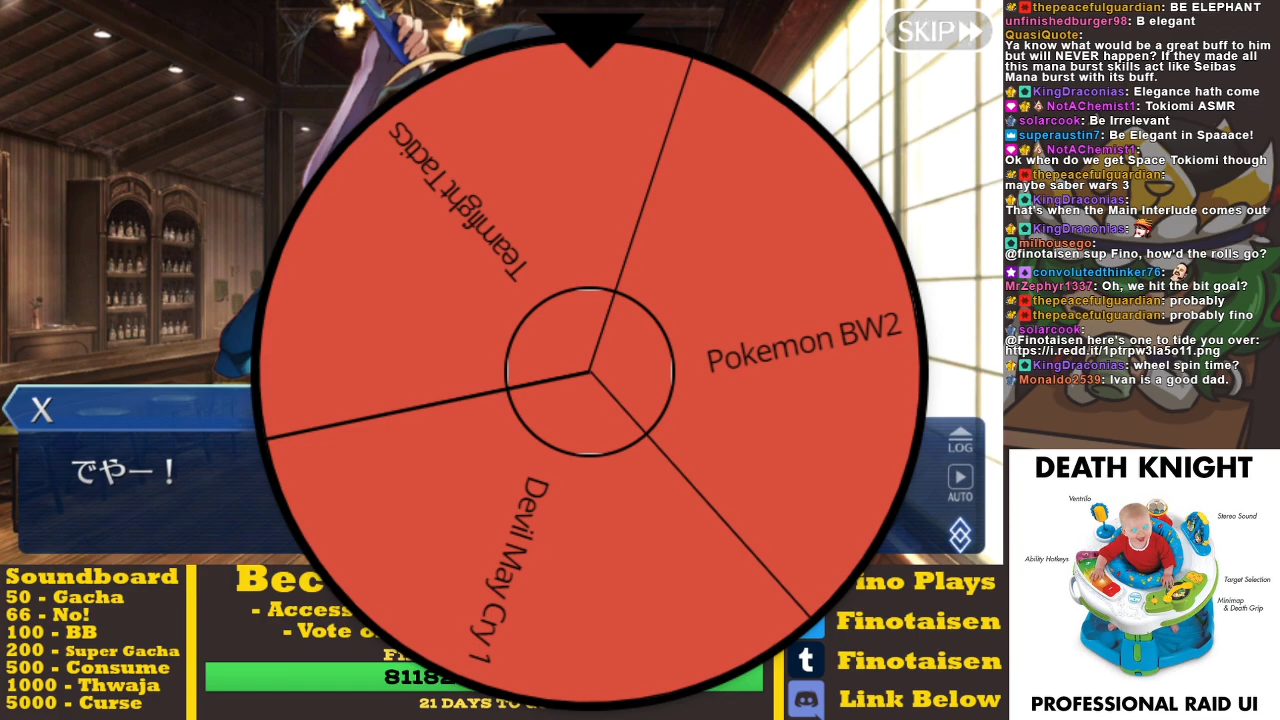 SKIP
Teamfight Tactics
Pokemon BW2
Devil May Cry 1
X
でやー！
LOG
AUTO
Soundboard
50 - Gacha
66 - No!
100 - BB
200 - Super Gacha
500 - Consume
1000 - Thwaja
5000 - Curse
- Access
- Vote
8118
21 DAYS TO
ino Plays
Finotaisen
Finotaisen
Link Below
thepeacefulguardian: BE ELEPHANT
unfinishedburger98: B elegant
QuasiQuote:
Ya know what would be a great buff to him
but will NEVER happen? If they made all
this mana burst skills act like Seibas
Mana burst with its buff.
KingDraconias: Elegance hath come
NotAChemist1: Tokiomi ASMR
solarcook: Be Irrelevant
superaustin7: Be Elegant in Spaaace!
NotAChemist1:
Ok when do we get Space Tokiomi though
thepeacefulguardian:
maybe saber wars 3
KingDraconias:
That's when the Main Interlude comes out
KingDraconias:
milhousego:
@finotaisen sup Fino, how'd the rolls go?
convolutedthinker76:
MrZephyr1337: Oh, we hit the bit goal?
thepeacefulguardian: probably
thepeacefulguardian: probably fino
solarcook:
@Finotaisen here's one to tide you over:
https://i.redd.it/1ptrpw3la5o11.png
KingDraconias: wheel spin time?
Monaldo2539: Ivan is a good dad.
DEATH KNIGHT
Ventrilo
Stereo Sound
Ability Hotkeys
Target Selection
Minimap
& Death Grip
PROFESSIONAL RAID UI